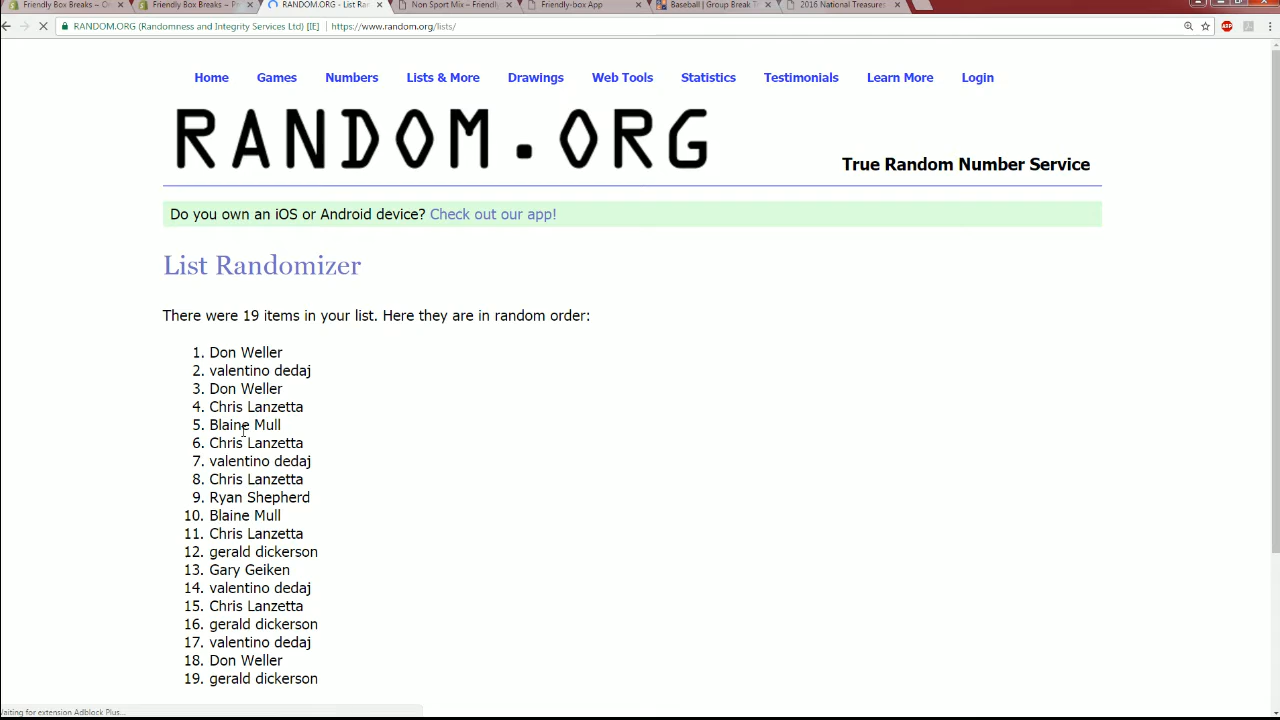 Friendly Box Breaks
Friendly Box Breaks
RANDOM.ORG - List Ra
Non Sport Mix – Friendl
Friendly-box App
Baseball | Group Break
2016 National Treasures
RANDOM.ORG (Randomness and Integrity Services Ltd) [IE] https://www.random.org/lists/
Home Games Numbers Lists & More Drawings Web Tools Statistics Testimonials Learn More Login
RANDOM.ORG
True Random Number Service
Do you own an iOS or Android device? Check out our app!
List Randomizer
There were 19 items in your list. Here they are in random order:
1. Don Weller
2. valentino dedaj
3. Don Weller
4. Chris Lanzetta
5. Blaine Mull
6. Chris Lanzetta
7. valentino dedaj
8. Chris Lanzetta
9. Ryan Shepherd
10. Blaine Mull
11. Chris Lanzetta
12. gerald dickerson
13. Gary Geiken
14. valentino dedaj
15. Chris Lanzetta
16. gerald dickerson
17. valentino dedaj
18. Don Weller
19. gerald dickerson
Waiting for extension Adblock Plus...